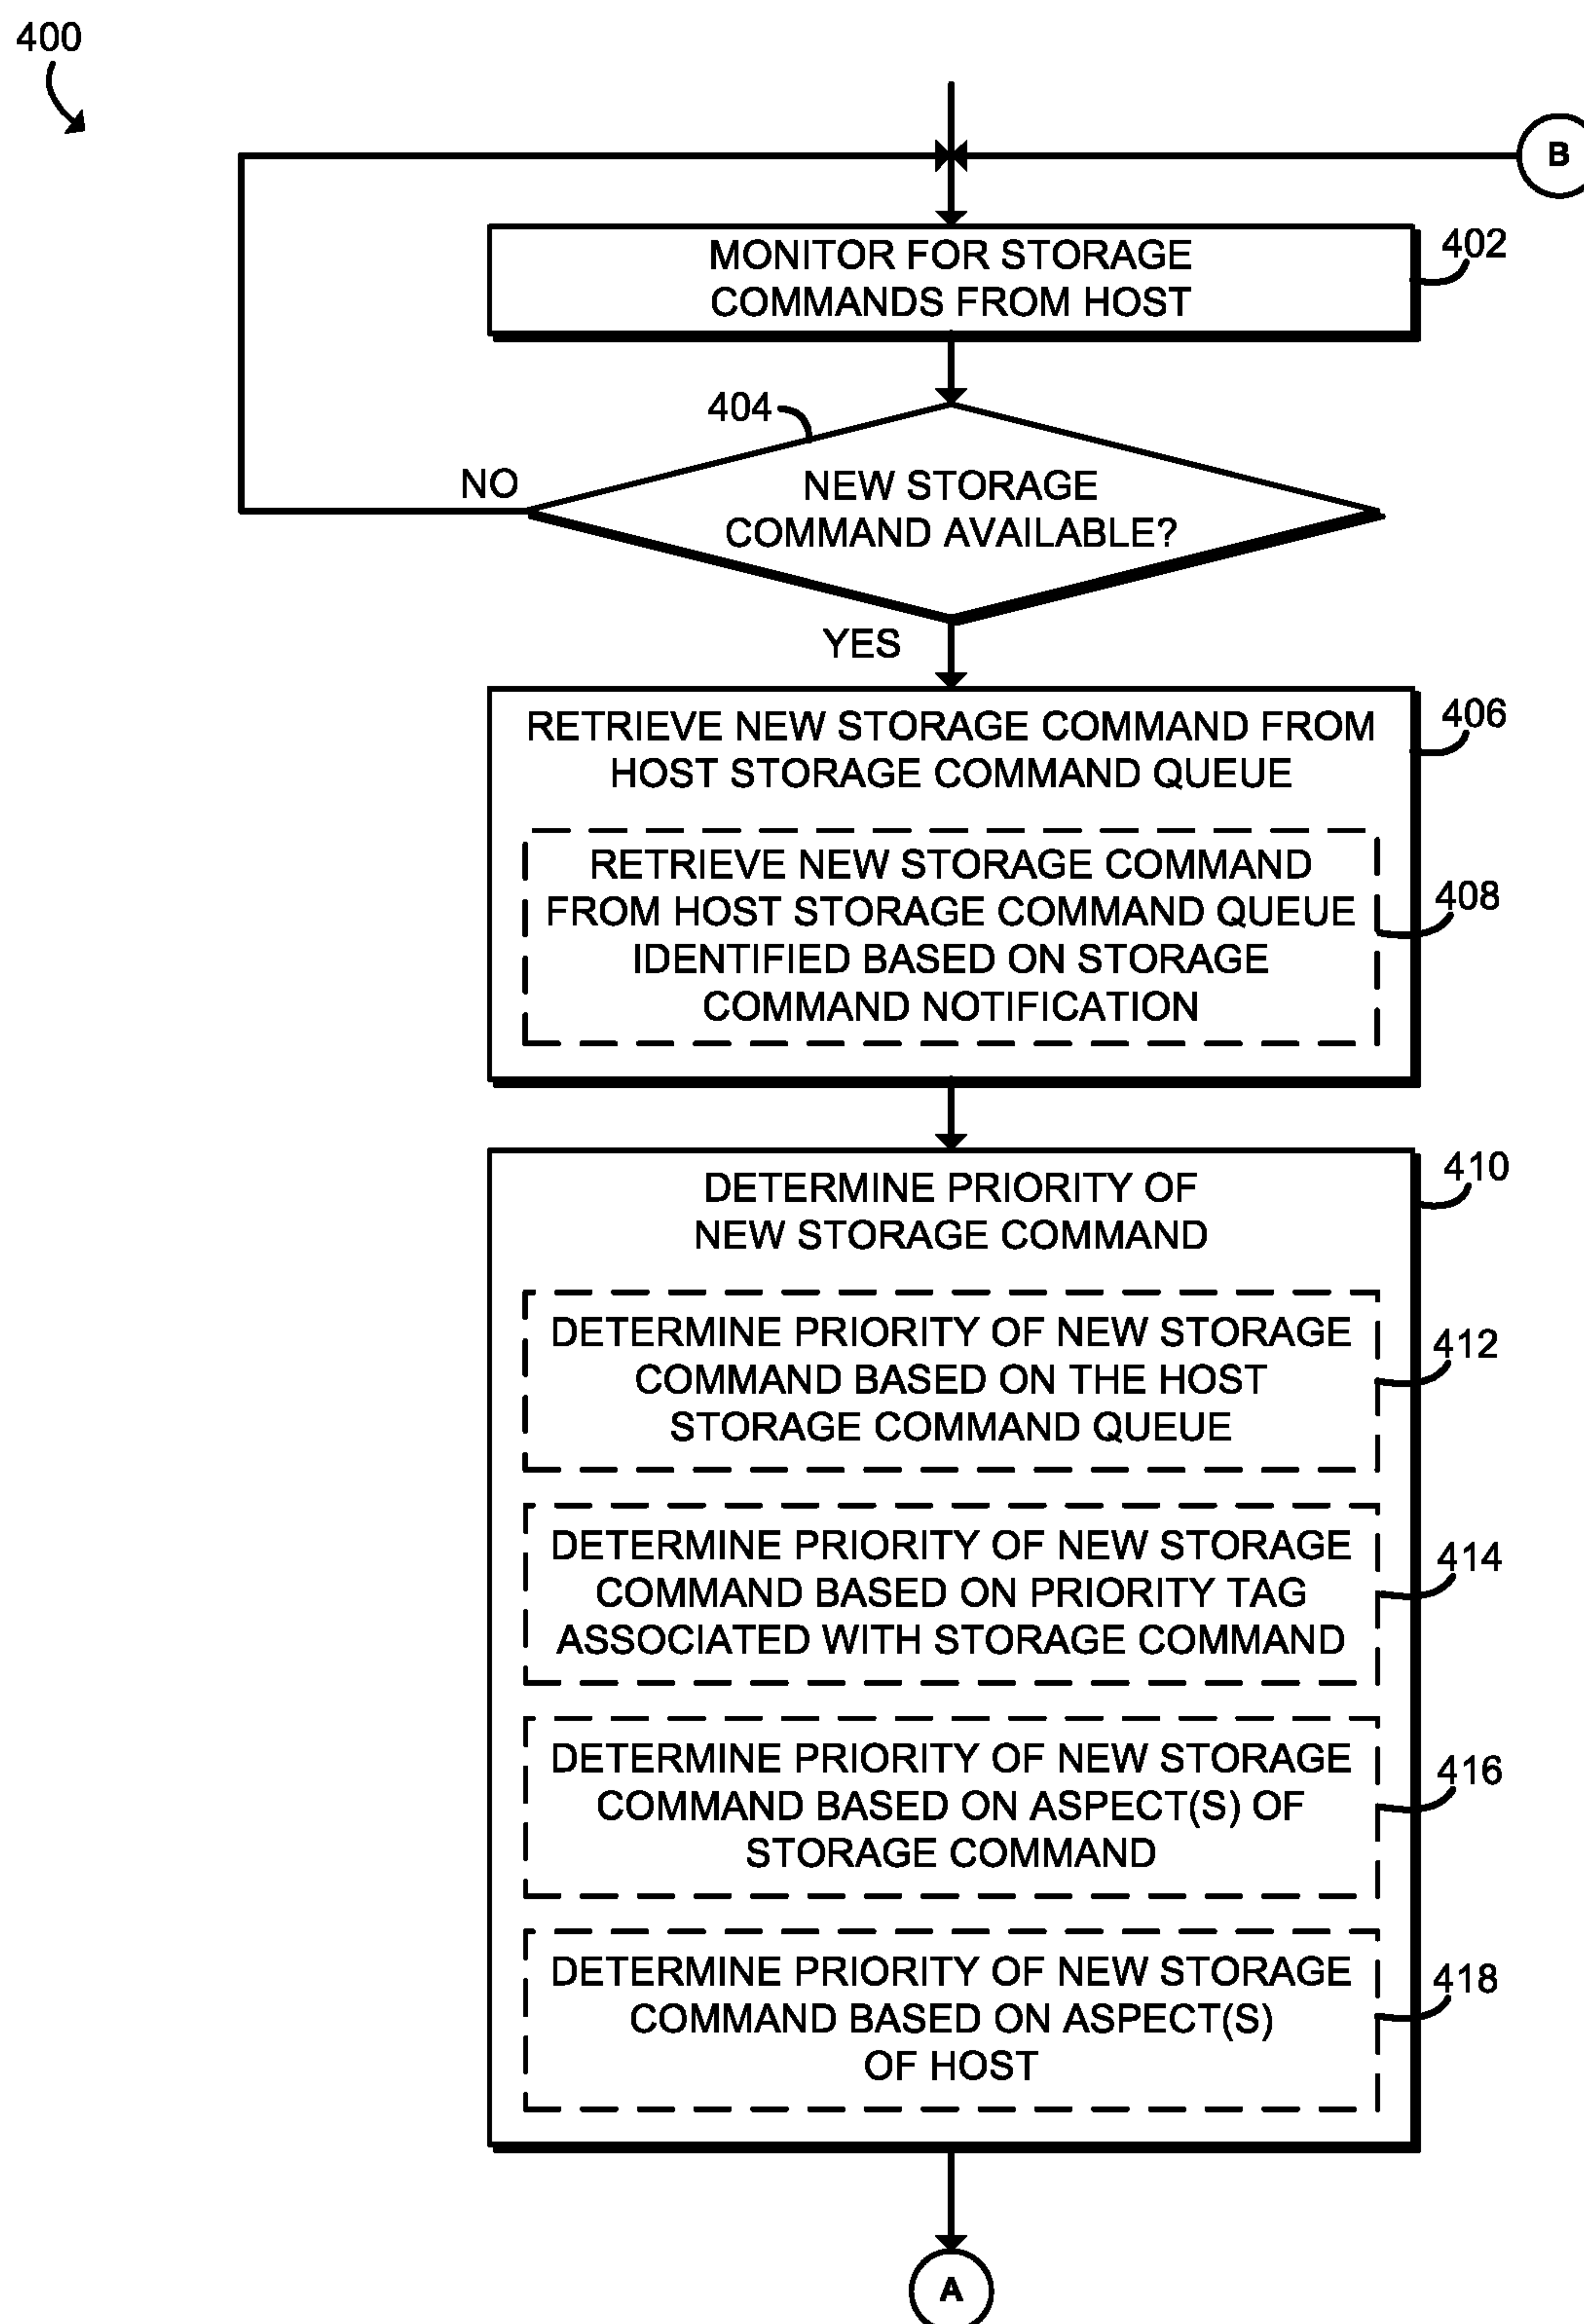 400
B
MONITOR FOR STORAGE
COMMANDS FROM HOST
402
404
NEW STORAGE
COMMAND AVAILABLE?
NO
YES
RETRIEVE NEW STORAGE COMMAND FROM
HOST STORAGE COMMAND QUEUE
406
RETRIEVE NEW STORAGE COMMAND
FROM HOST STORAGE COMMAND QUEUE
IDENTIFIED BASED ON STORAGE
COMMAND NOTIFICATION
408
DETERMINE PRIORITY OF
NEW STORAGE COMMAND
410
DETERMINE PRIORITY OF NEW STORAGE
COMMAND BASED ON THE HOST
STORAGE COMMAND QUEUE
412
DETERMINE PRIORITY OF NEW STORAGE
COMMAND BASED ON PRIORITY TAG
ASSOCIATED WITH STORAGE COMMAND
414
DETERMINE PRIORITY OF NEW STORAGE
COMMAND BASED ON ASPECT(S) OF
STORAGE COMMAND
416
DETERMINE PRIORITY OF NEW STORAGE
COMMAND BASED ON ASPECT(S)
OF HOST
418
A